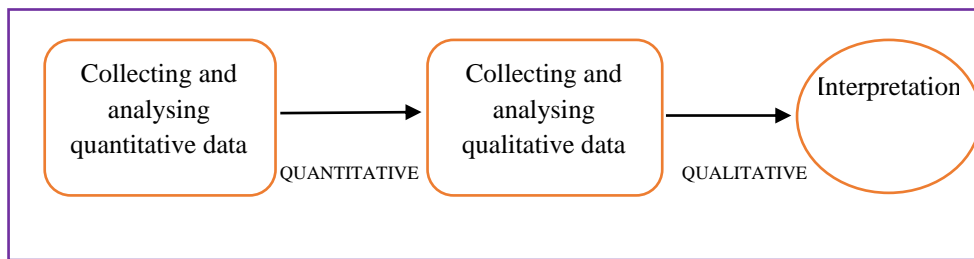 Collecting and
analysing
quantitative data
QUANTITATIVE
Collecting and
analysing
qualitative data
QUALITATIVE
Interpretation